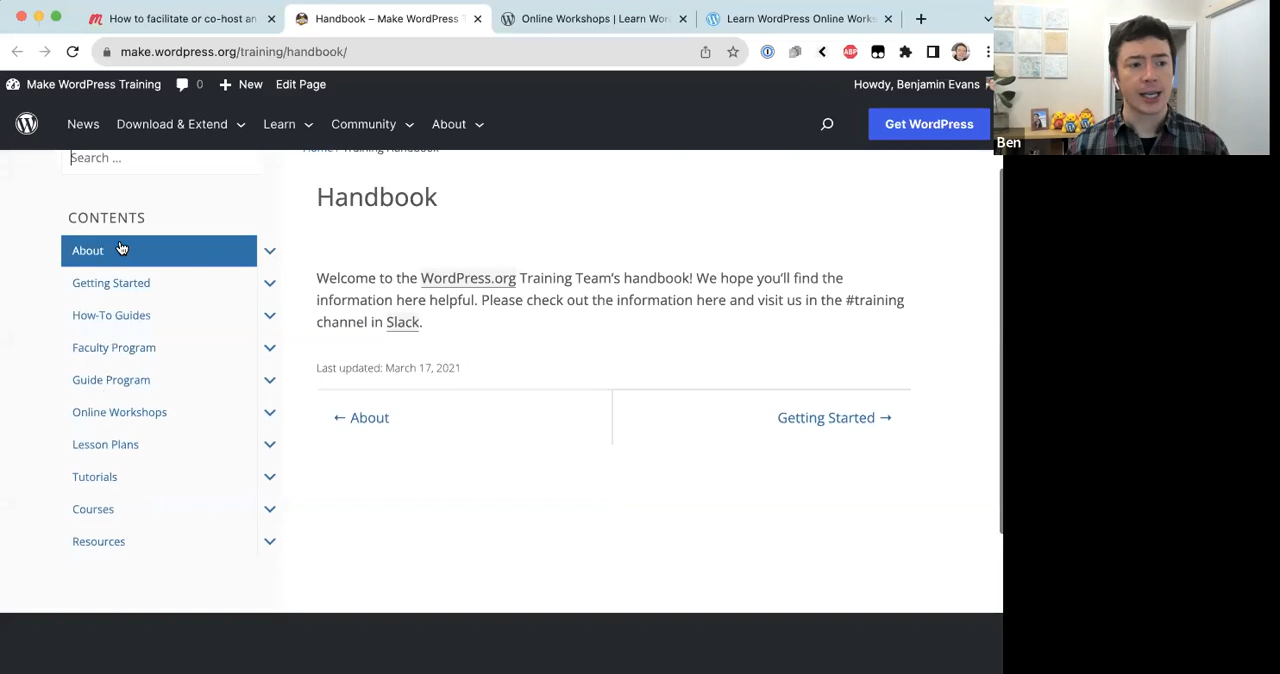 How to facilitate or co-host an
Handbook – Make WordPress T
Online Workshops | Learn Wor
Learn WordPress Online Works
make.wordpress.org/training/handbook/
ABP
Make WordPress Training
0
New
Edit Page
Howdy, Benjamin Evans
News
Download & Extend
Learn
Community
About
Get WordPress
Ben
Search ...
Home / Training Handbook
CONTENTS
About
Getting Started
How-To Guides
Faculty Program
Guide Program
Online Workshops
Lesson Plans
Tutorials
Courses
Resources
Handbook
Welcome to the WordPress.org Training Team's handbook! We hope you'll find the
information here helpful. Please check out the information here and visit us in the #training
channel in Slack.
Last updated: March 17, 2021
← About
Getting Started →